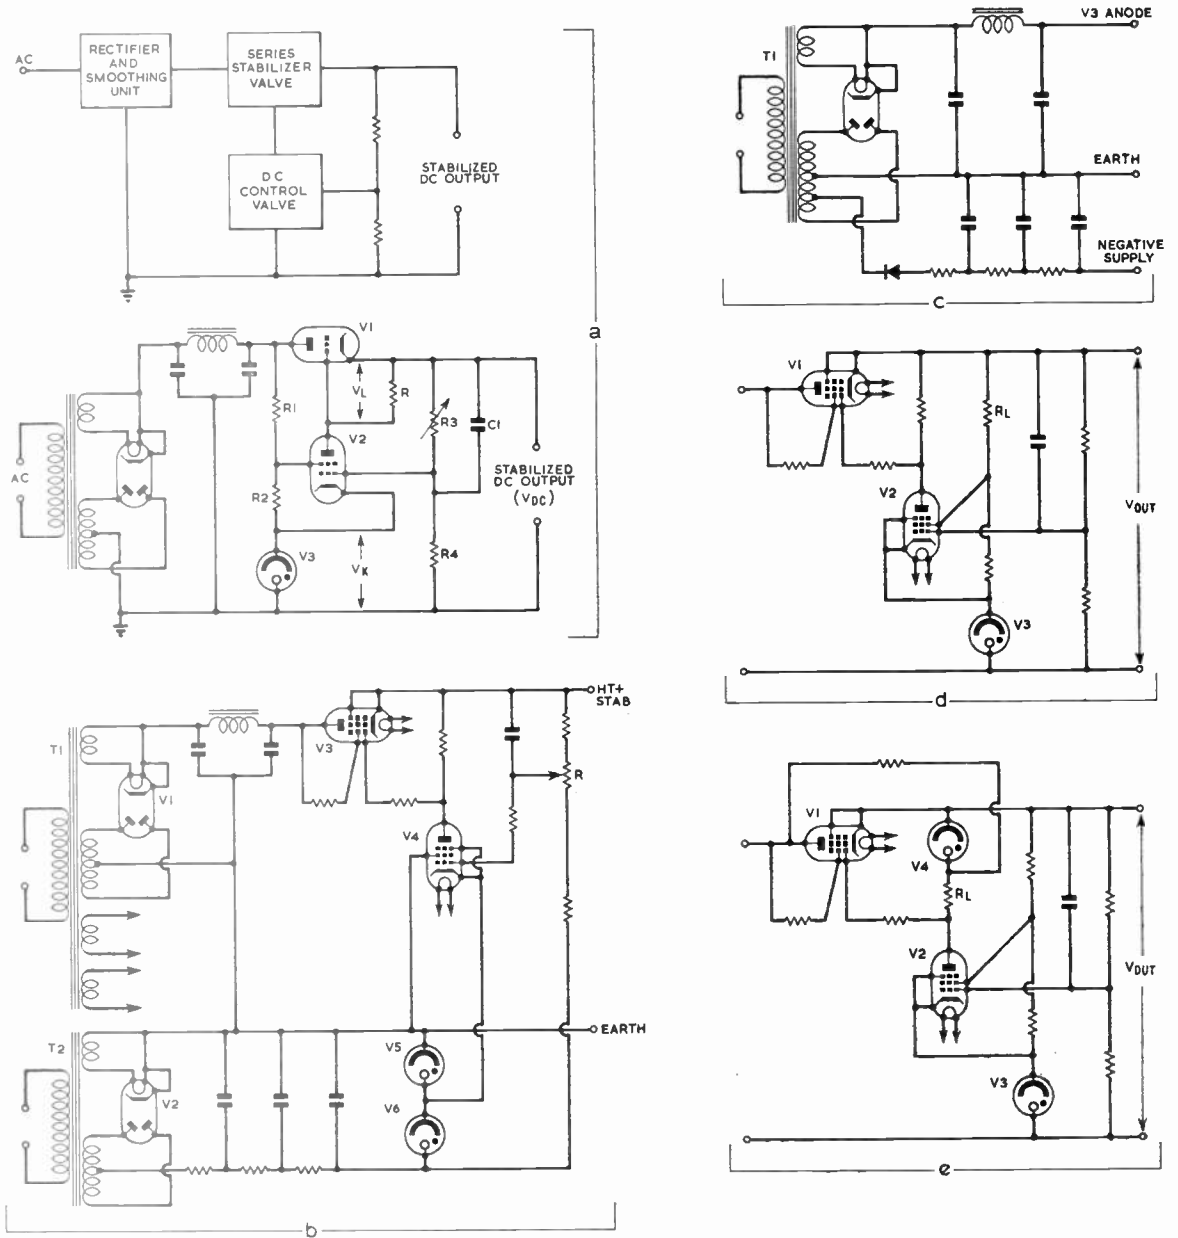 AC
RECTIFIER
AND
SMOOTHING
UNIT
SERIES
STABILIZER
VALVE
DC
CONTROL
VALVE
STABILIZED
DC OUTPUT
a
V1
R1
VL
R
V2
R3
C1
R2
STABILIZED
DC OUTPUT
(VDC)
AC
V3
VK
R4
T1
V1
V3
HT+
STAB
R
V4
T2
V2
V5
V6
EARTH
b
T1
V3 ANODE
EARTH
NEGATIVE
SUPPLY
c
V1
RL
V2
VOUT
V3
d
V1
V4
RL
V2
VOUT
V3
e